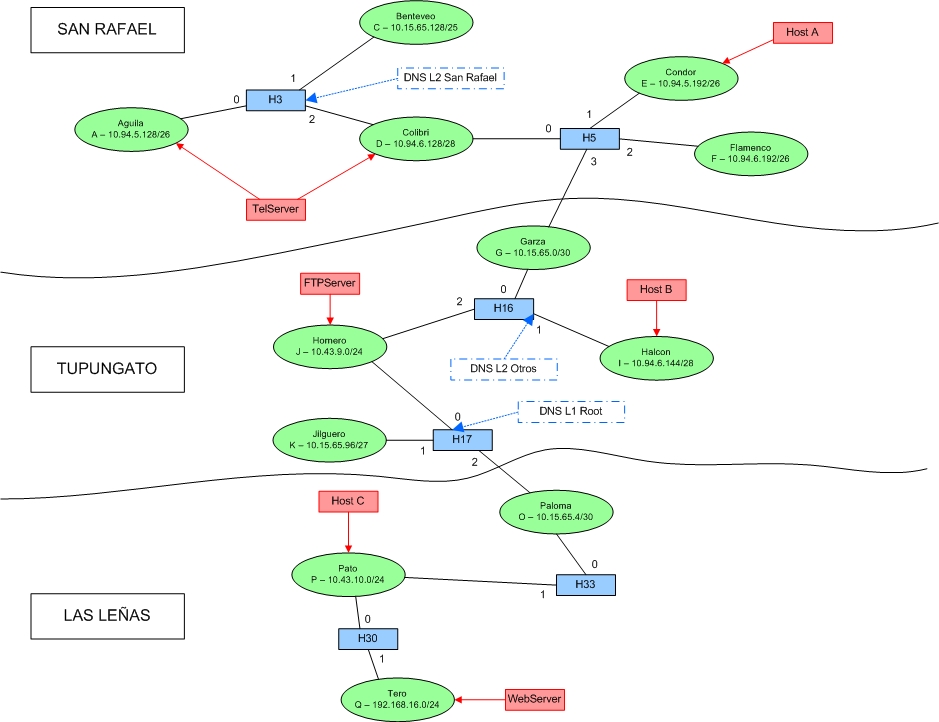 SAN RAFAEL
Benteveo
C – 10.15.65.128/25
Host A
1
DNS L2 San Rafael
Condor
E – 10.94.5.192/26
0
H3
2
1
Aguila
A – 10.94.5.128/26
Colibri
D – 10.94.6.128/28
0
H5
2
3
Flamenco
F – 10.94.6.192/26
TelServer
Garza
G – 10.15.65.0/30
FTPServer
0
Host B
2
H16
1
Hornero
J – 10.43.9.0/24
Halcon
I – 10.94.6.144/28
TUPUNGATO
DNS L2 Otros
DNS L1 Root
0
Jilguero
K – 10.15.65.96/27
1
H17
2
Host C
Paloma
O – 10.15.65.4/30
Pato
P – 10.43.10.0/24
0
1
H33
LAS LEÑAS
0
H30
1
Tero
Q – 192.168.16.0/24
WebServer